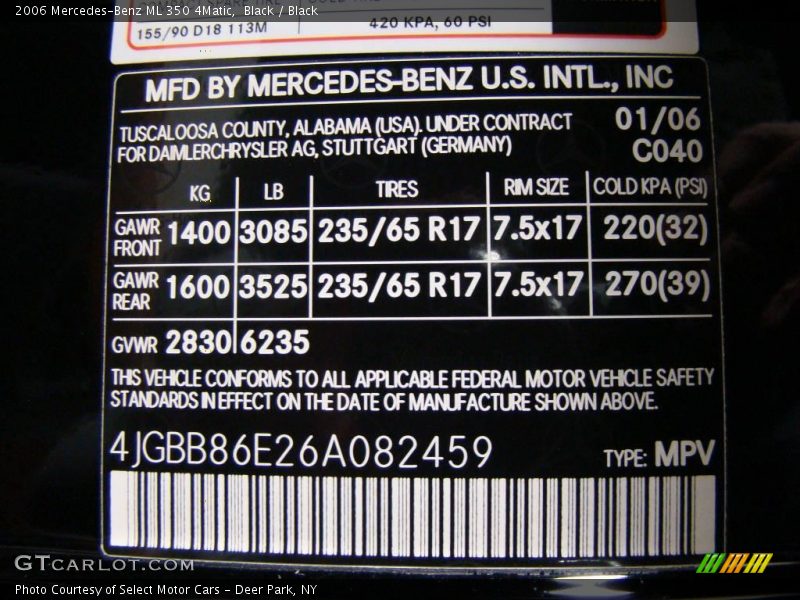 2006 Mercedes-Benz ML 350 4Matic, Black / Black
155/90 D18 113M 420 KPA, 60 PSI
MFD BY MERCEDES-BENZ U.S. INTL., INC
TUSCALOOSA COUNTY, ALABAMA (USA). UNDER CONTRACT 01/06
FOR DAIMLERCHRYSLER AG, STUTTGART (GERMANY) C040
KG LB TIRES RIM SIZE COLD KPA (PSI)
GAWR FRONT 1400 3085 235/65 R17 7.5x17 220(32)
GAWR REAR 1600 3525 235/65 R17 7.5x17 270(39)
GVWR 2830 6235
THIS VEHICLE CONFORMS TO ALL APPLICABLE FEDERAL MOTOR VEHICLE SAFETY
STANDARDS IN EFFECT ON THE DATE OF MANUFACTURE SHOWN ABOVE.
4JGBB86E26A082459 TYPE: MPV
GTCARLOT.COM
Photo Courtesy of Select Motor Cars - Deer Park, NY